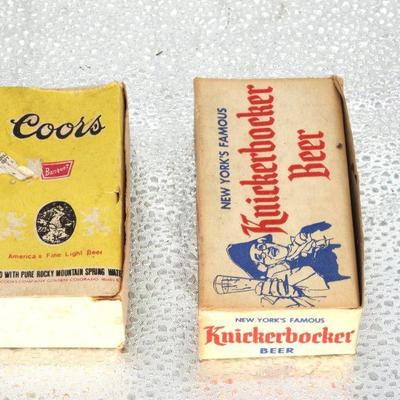 Coors
Banquet
America's Fine Light Beer
WITH PURE ROCKY MOUNTAIN SPRING WAT
NEW YORK'S FAMOUS
Knickerbocker
Beer
NEW YORK'S FAMOUS
Knickerbocker
BEER